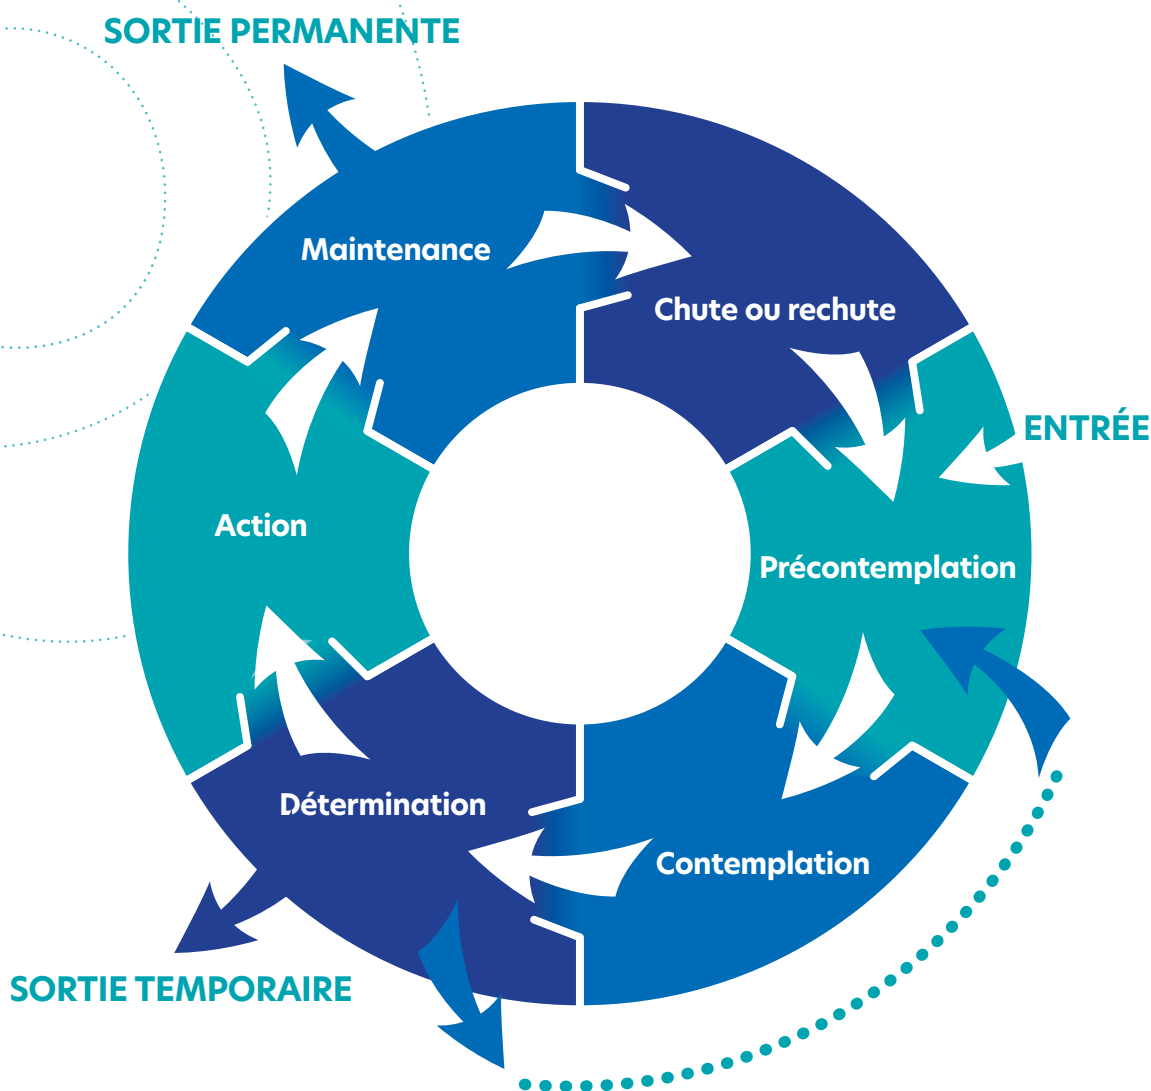 SORTIE PERMANENTE
Maintenance
Chute ou rechute
ENTRÉE
Action
Précontemplation
Détermination
Contemplation
SORTIE TEMPORAIRE